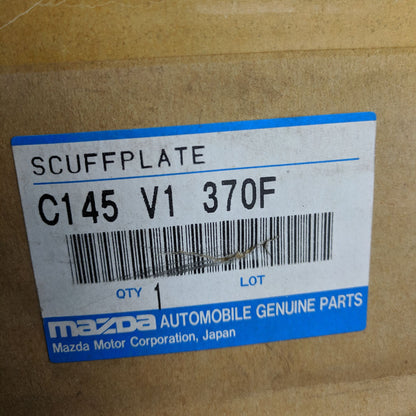 SCUFFPLATE
C145 V1 370F
QTY 1 LOT
mazda AUTOMOBILE GENUINE PARTS
Mazda Motor Corporation, Japan